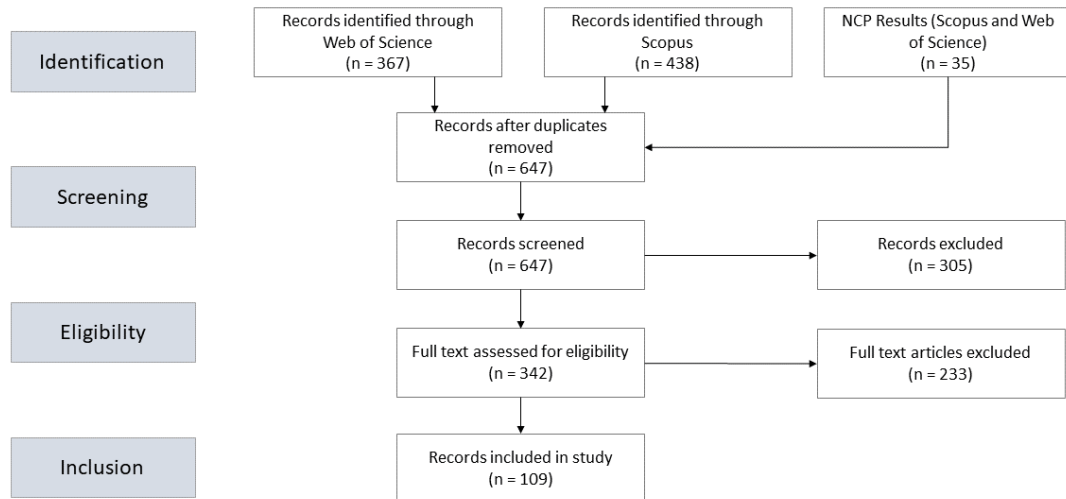 Identification
Records identified through
Web of Science
(n = 367)
Records identified through
Scopus
(n = 438)
NCP Results (Scopus and Web
of Science)
(n = 35)
Records after duplicates
removed
(n = 647)
Screening
Records screened
(n = 647)
Records excluded
(n = 305)
Eligibility
Full text assessed for eligibility
(n = 342)
Full text articles excluded
(n = 233)
Inclusion
Records included in study
(n = 109)